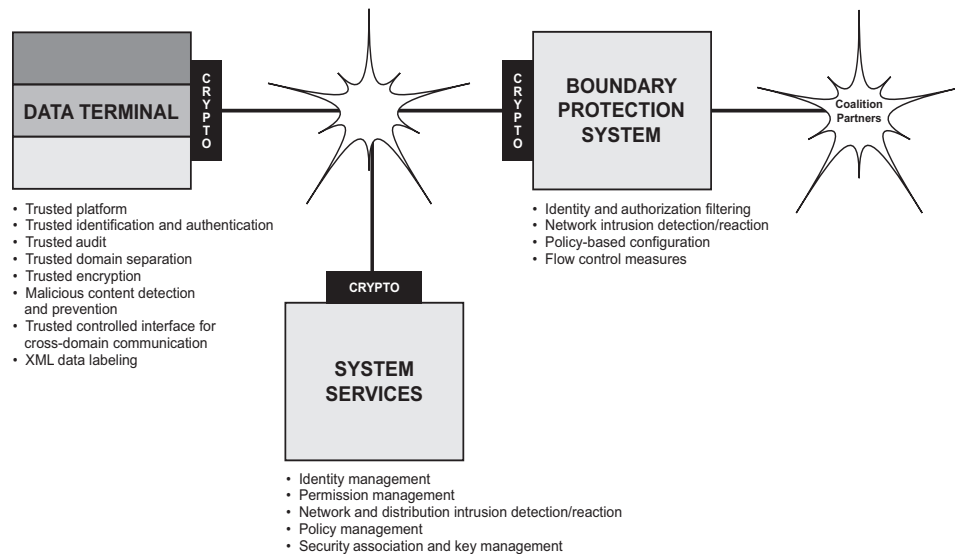 DATA TERMINAL
CRYPTO
CRYPTO
BOUNDARY
PROTECTION
SYSTEM
Coalition
Partners
• Trusted platform
• Trusted identification and authentication
• Trusted audit
• Trusted domain separation
• Trusted encryption
• Malicious content detection
and prevention
• Trusted controlled interface for
cross-domain communication
• XML data labeling
• Identity and authorization filtering
• Network intrusion detection/reaction
• Policy-based configuration
• Flow control measures
CRYPTO
SYSTEM
SERVICES
• Identity management
• Permission management
• Network and distribution intrusion detection/reaction
• Policy management
• Security association and key management